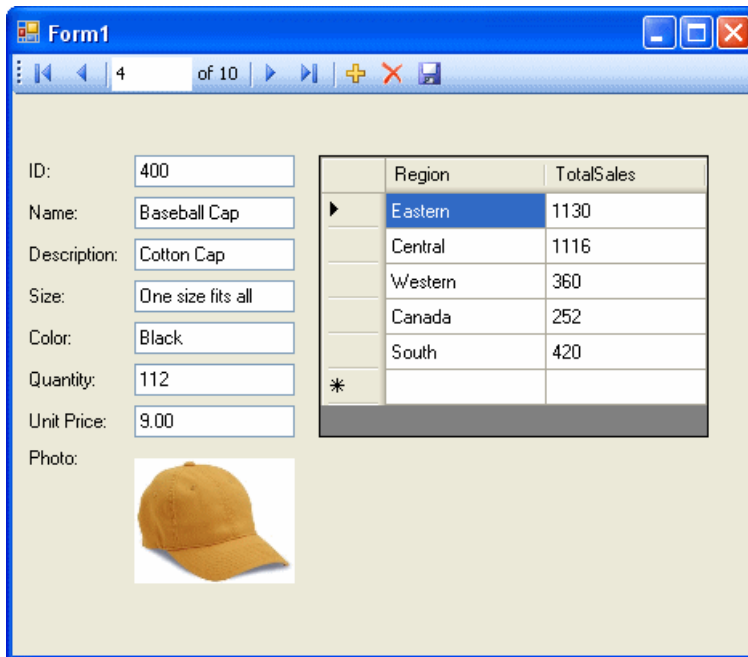 Form1
4 of 10
ID: 400
Name: Baseball Cap
Description: Cotton Cap
Size: One size fits all
Color: Black
Quantity: 112
Unit Price: 9.00
Photo:
Region TotalSales
Eastern 1130
Central 1116
Western 360
Canada 252
South 420